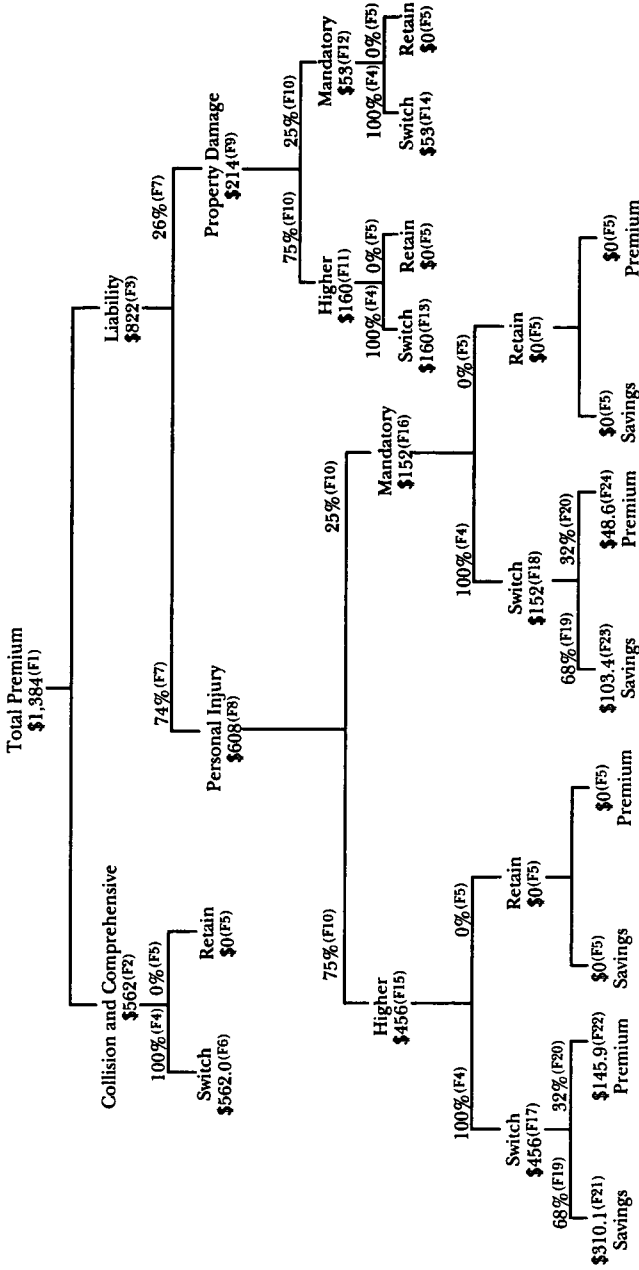 Total Premium
$1,384(F1)
Collision and Comprehensive
$562(F2)
100%(F4) 0%(F5)
Switch
$562.0(F6)
Retain
$0(F5)
Liability
$822(F3)
74%(F7)
26%(F7)
Personal Injury
$608(F8)
Property Damage
$214(F9)
75%(F10)
25%(F10)
Higher
$160(F11)
Mandatory
$53(F12)
100%(F4) 0%(F5)
Switch
$160(F13)
Retain
$0(F5)
100%(F4) 0%(F5)
Switch
$53(F14)
Retain
$0(F5)
75%(F10)
25%(F10)
Higher
$456(F15)
Mandatory
$152(F16)
100%(F4)
0%(F5)
Switch
$456(F17)
Retain
$0(F5)
68%(F19) 32%(F20)
$310.1(F21)
Savings
$145.9(F22)
Premium
$0(F5)
Savings
$0(F5)
Premium
100%(F4)
0%(F5)
Switch
$152(F18)
Retain
$0(F5)
68%(F19) 32%(F20)
$103.4(F23)
Savings
$48.6(F24)
Premium
$0(F5)
Savings
$0(F5)
Premium